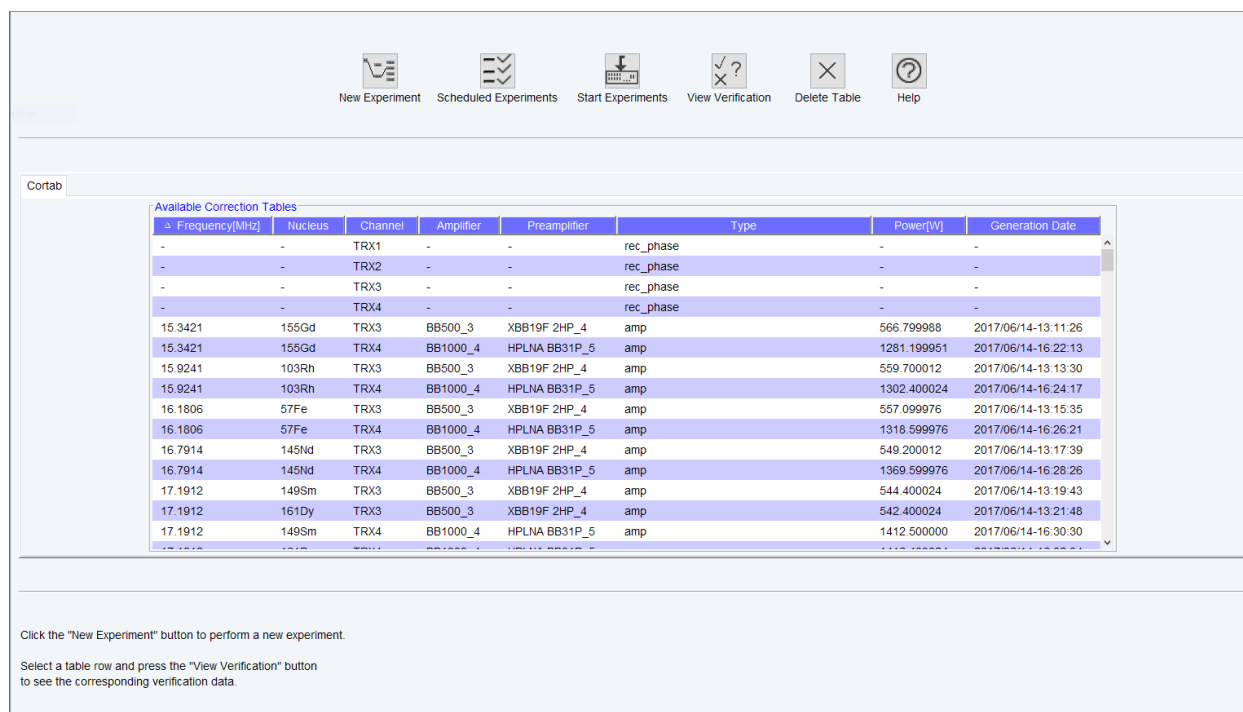 New Experiment Scheduled Experiments Start Experiments View Verification Delete Table Help
Cortab
Available Correction Tables
Frequency[MHz] Nucleus Channel Amplifier Preamplifier Type Power[W] Generation Date
- - TRX1 - - rec_phase - -
- - TRX2 - - rec_phase - -
- - TRX3 - - rec_phase - -
- - TRX4 - - rec_phase - -
15.3421 155Gd TRX3 BB500_3 XBB19F 2HP_4 amp 566.799988 2017/06/14-13:11:26
15.3421 155Gd TRX4 BB1000_4 HPLNA BB31P_5 amp 1281.199951 2017/06/14-16:22:13
15.9241 103Rh TRX3 BB500_3 XBB19F 2HP_4 amp 559.700012 2017/06/14-13:13:30
15.9241 103Rh TRX4 BB1000_4 HPLNA BB31P_5 amp 1302.400024 2017/06/14-16:24:17
16.1806 57Fe TRX3 BB500_3 XBB19F 2HP_4 amp 557.099976 2017/06/14-13:15:35
16.1806 57Fe TRX4 BB1000_4 HPLNA BB31P_5 amp 1318.599976 2017/06/14-16:26:21
16.7914 145Nd TRX3 BB500_3 XBB19F 2HP_4 amp 549.200012 2017/06/14-13:17:39
16.7914 145Nd TRX4 BB1000_4 HPLNA BB31P_5 amp 1369.599976 2017/06/14-16:28:26
17.1912 149Sm TRX3 BB500_3 XBB19F 2HP_4 amp 544.400024 2017/06/14-13:19:43
17.1912 161Dy TRX3 BB500_3 XBB19F 2HP_4 amp 542.400024 2017/06/14-13:21:48
17.1912 149Sm TRX4 BB1000_4 HPLNA BB31P_5 amp 1412.500000 2017/06/14-16:30:30
Click the "New Experiment" button to perform a new experiment.
Select a table row and press the "View Verification" button
to see the corresponding verification data.